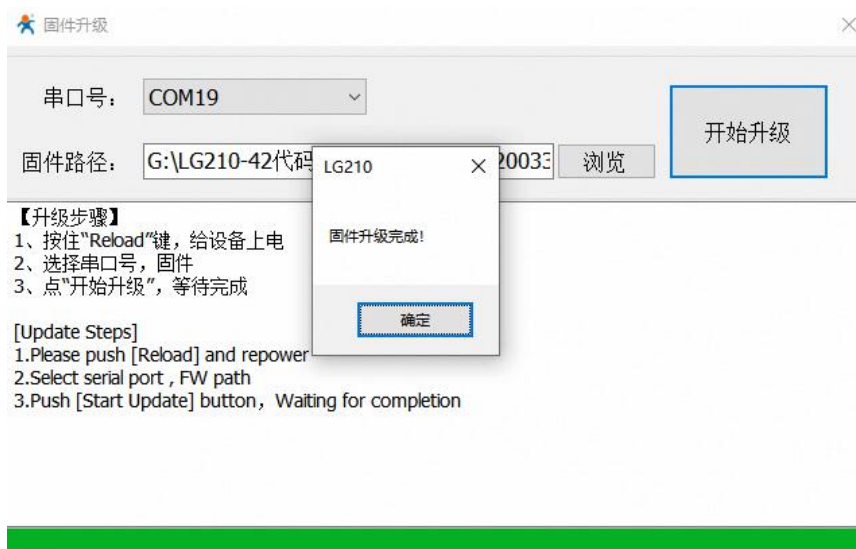 固件升级
串口号： COM19
开始升级
固件路径： G:\LG210-42代码 2003 浏览
LG210
固件升级完成!
确定
【升级步骤】
1、按住"Reload"键，给设备上电
2、选择串口号，固件
3、点"开始升级"，等待完成
[Update Steps]
1.Please push [Reload] and repower
2.Select serial port , FW path
3.Push [Start Update] button，Waiting for completion